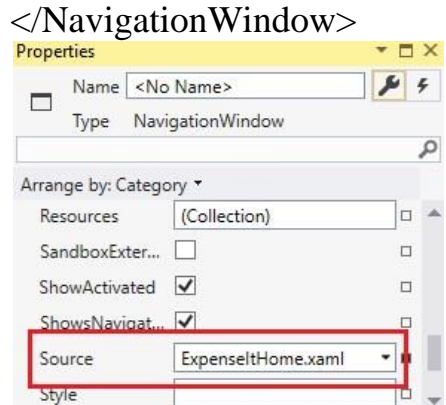 </NavigationWindow>
Properties
Name <No Name>
Type NavigationWindow
Arrange by: Category
Resources (Collection)
SandboxExter...
ShowActivated
ShowsNavigat...
Source ExpenseItHome.xaml
Style